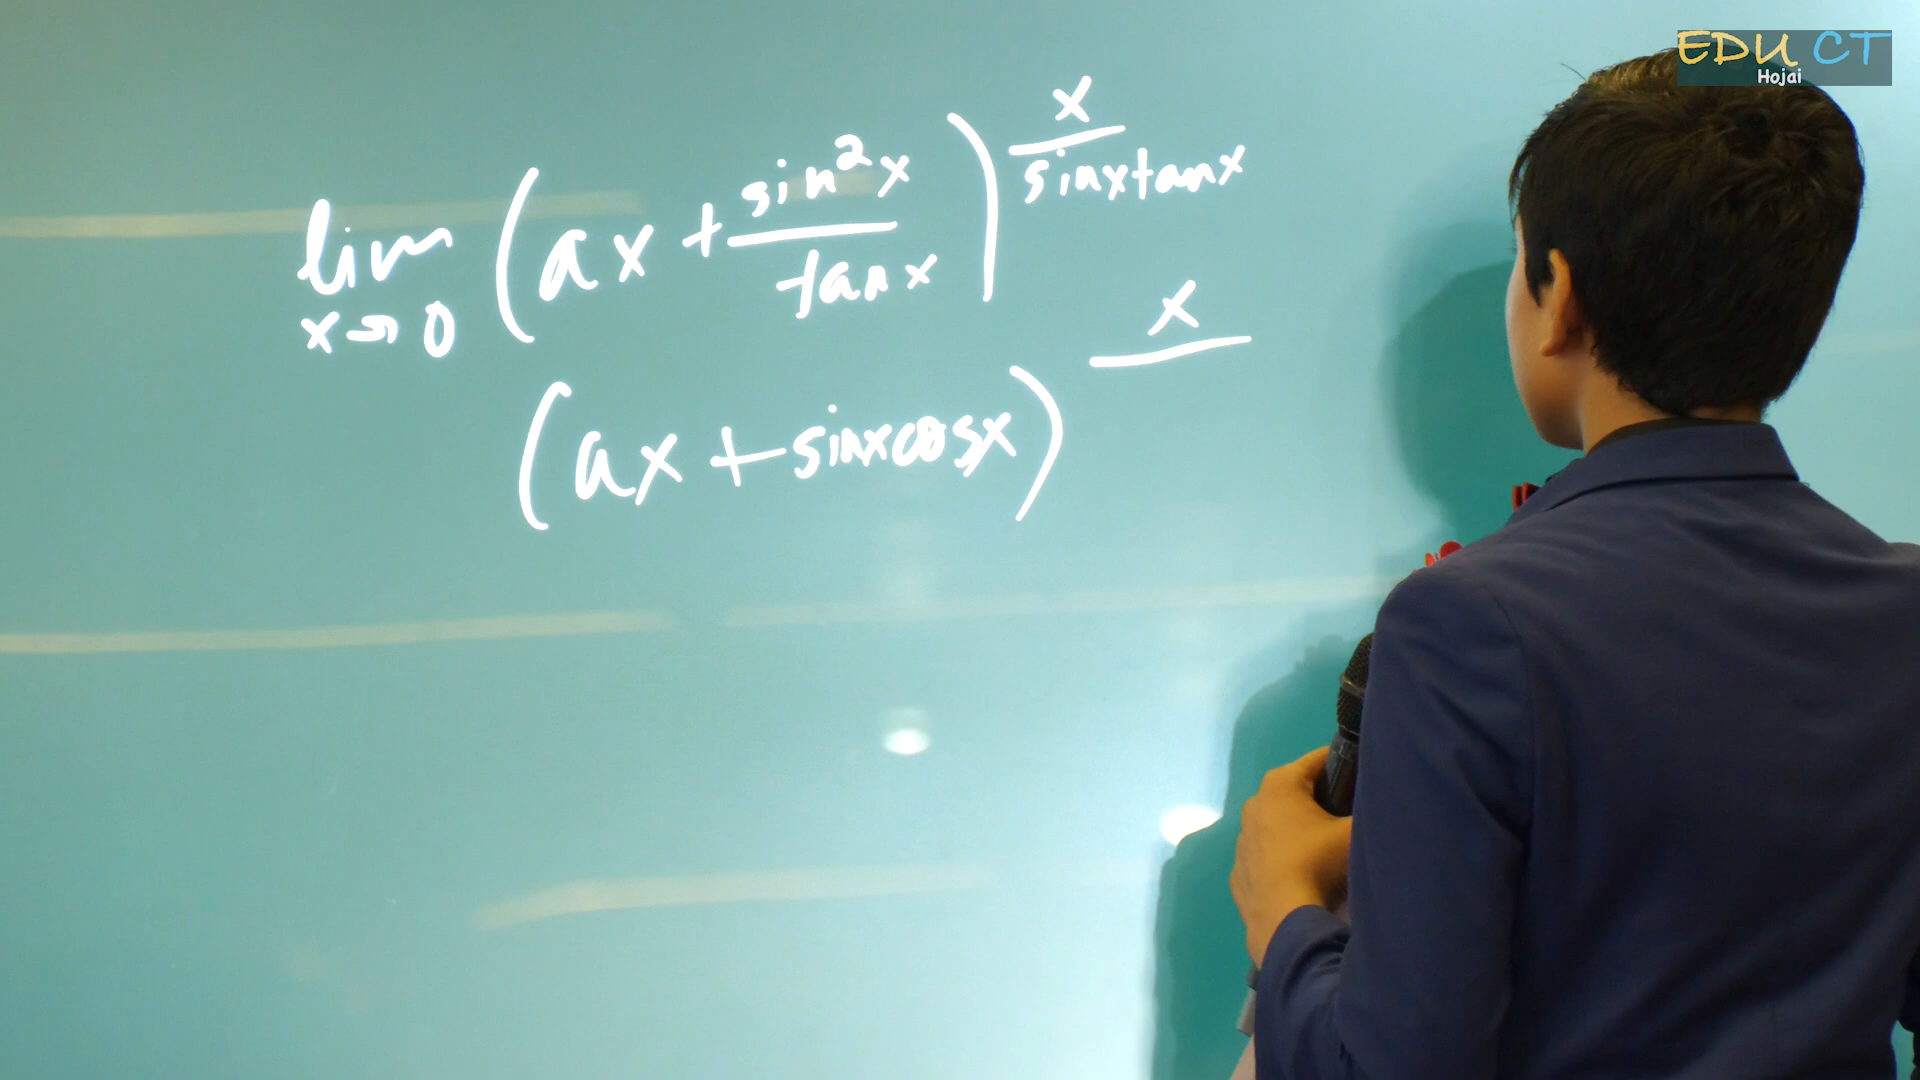 EDU CT
Hojai
lim x→0 (ax + sin²x / tanx)^(x / sinxtanx)
(ax + sinxcosx)^(x /